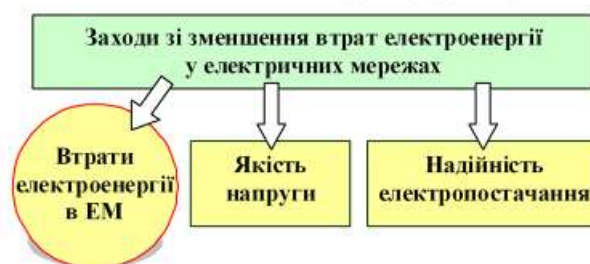 Заходи зі зменшення втрат електроенергії
у електричних мережах
Втрати
електроенергії
в ЕМ
Якість
напруги
Надійність
електропостачання